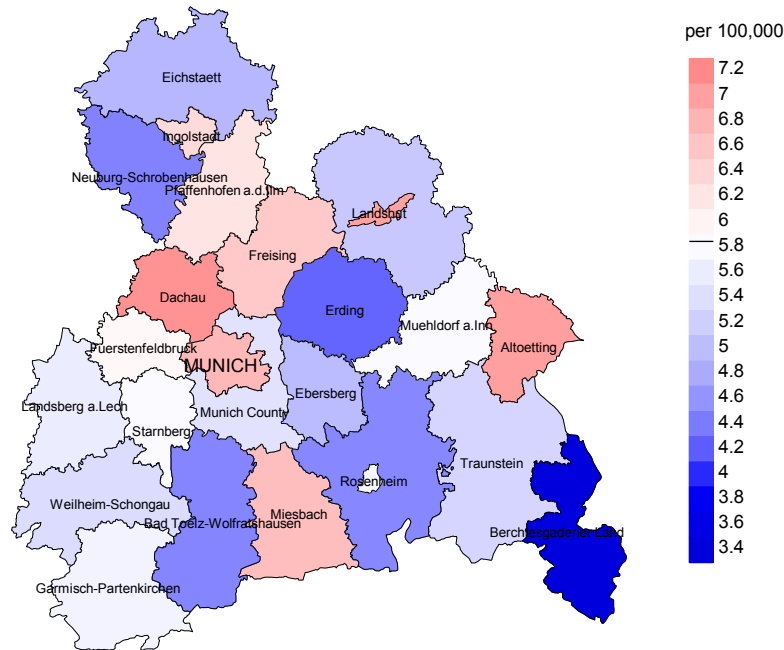 per 100,000
7.2
7
6.8
6.6
6.4
6.2
6
5.8
5.6
5.4
5.2
5
4.8
4.6
4.4
4.2
4
3.8
3.6
3.4
Eichstaett
Ingolstadt
Neuburg-Schrobenhausen
Pfaffenhofen a.d.Ilm
Landshut
Freising
Dachau
Erding
Muehldorf a.Inn
Altoetting
Fuerstenfeldbruck
MUNICH
Ebersberg
Landsberg a.Lech
Munich County
Starnberg
Traunstein
Rosenheim
Weilheim-Schongau
Miesbach
Bad Toelz-Wolfratshausen
Berchtesgadener Land
Garmisch-Partenkirchen